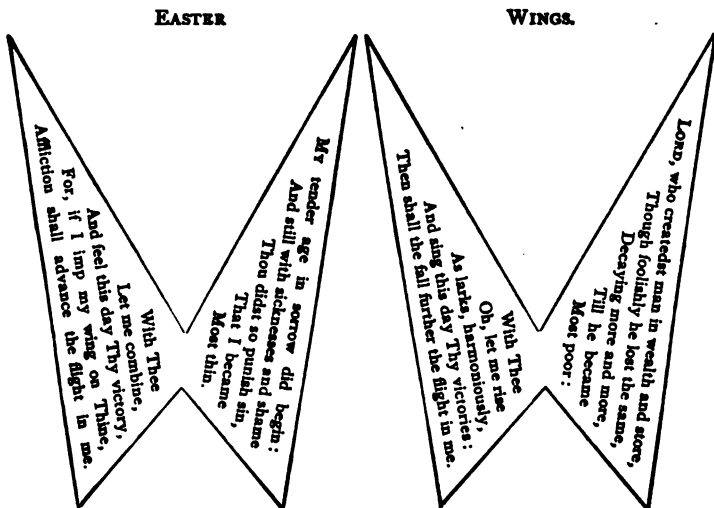 EASTER WINGS.
LORD, who createdst man in wealth and store,
Though foolishly he lost the same,
Decaying more and more,
Till he became
Most poor:
With Thee
Oh, let me rise
As larks, harmoniously,
And sing this day Thy victories:
Then shall the fall further the flight in me.
MY tender age in sorrow did begin:
And still with sicknesses and shame
Thou didst so punish sin,
That I became
Most thin.
With Thee
Let me combine,
And feel this day Thy victory,
For, if I imp my wing on Thine,
Affliction shall advance the flight in me.